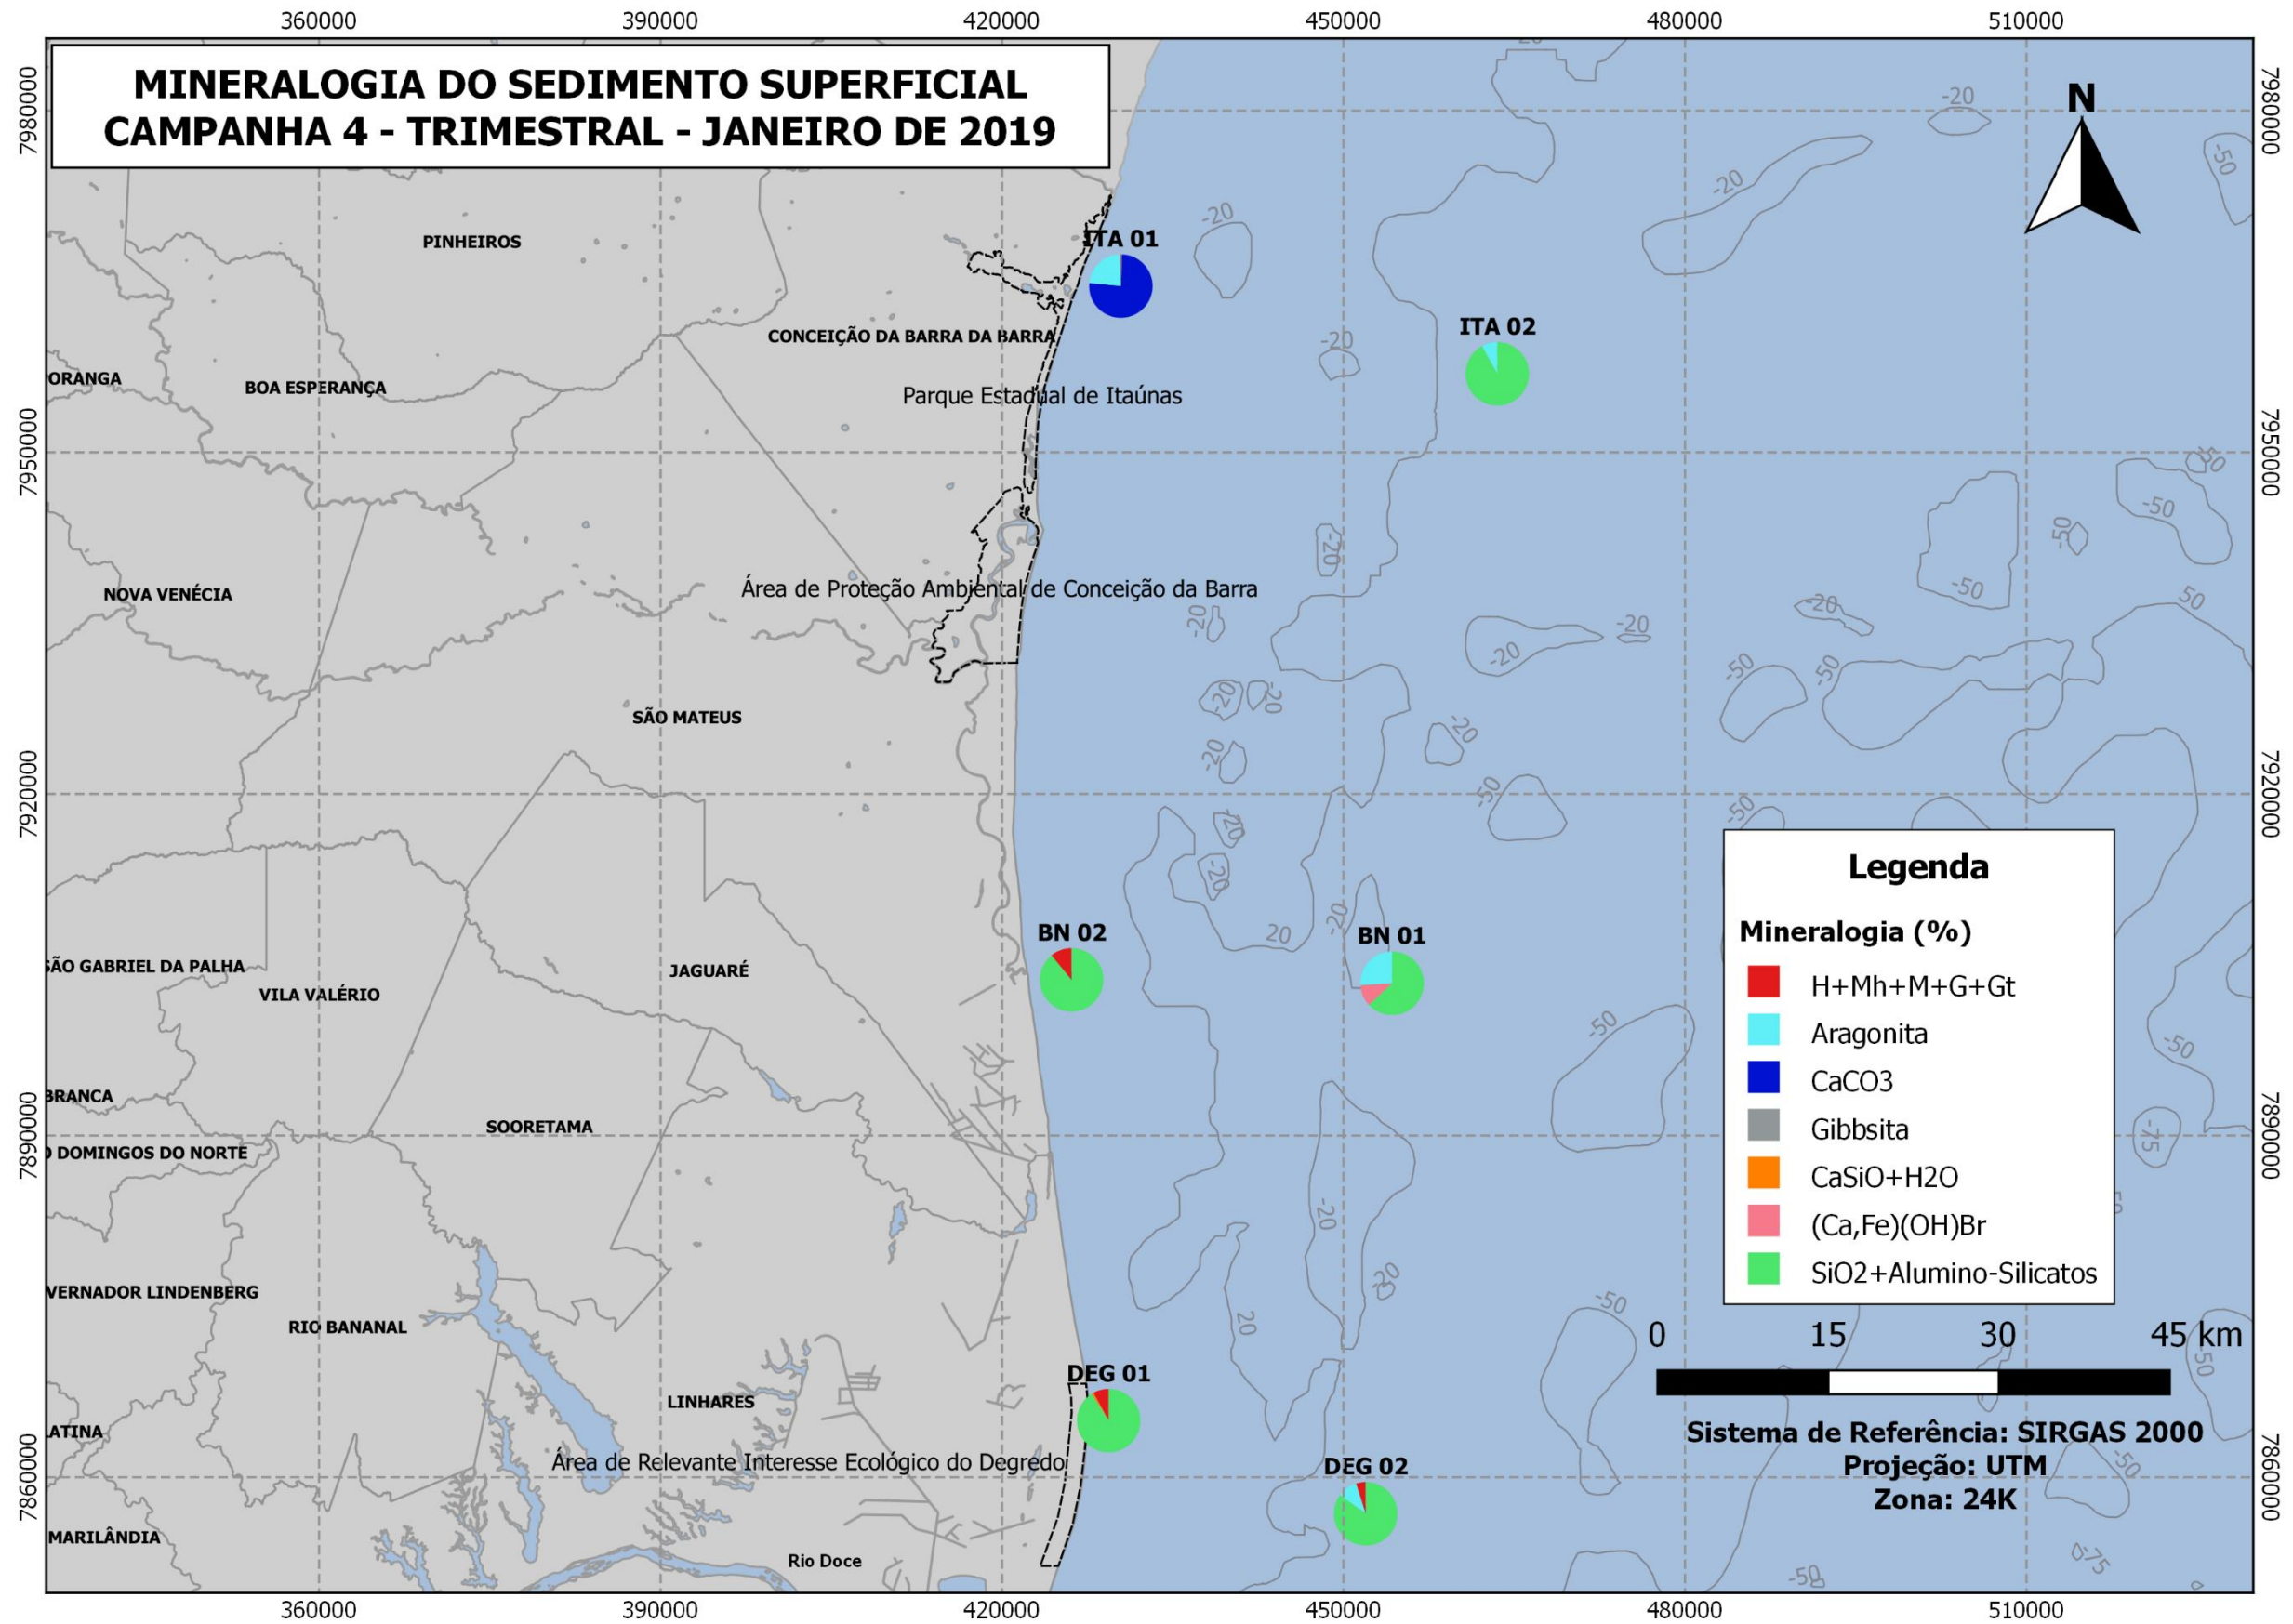 360000 390000 420000 450000 480000 510000
MINERALOGIA DO SEDIMENTO SUPERFICIAL
CAMPANHA 4 - TRIMESTRAL - JANEIRO DE 2019
7980000 7980000
N
-20
-20
-50
-20
PINHEIROS
ITA 01
-20
CONCEIÇÃO DA BARRA DA BARRA
ITA 02
-20
ORANGA
BOA ESPERANÇA
Parque Estadual de Itaúnas
7950000 7950000
-50
-50
-50
-20
NOVA VENÉCIA
Área de Proteção Ambiental de Conceição da Barra
-50
50
-20
-20
-20
-20
-50
-50
SÃO MATEUS
-20
-20
-20
-20
7920000 7920000
-50
-50
-20
-20
Legenda
Mineralogia (%)
H+Mh+M+G+Gt
Aragonita
CaCO3
Gibbsita
CaSiO+H2O
(Ca,Fe)(OH)Br
SiO2+Alumino-Silicatos
BN 02
BN 01
20
-20
SÃO GABRIEL DA PALHA
JAGUARÉ
VILA VALÉRIO
-50
-50
BRANCA
SOORETAMA
7890000 7890000
-75
DOMINGOS DO NORTE
-20
VERNADOR LINDENBERG
-20
-50
RIO BANANAL
20
0 15 30 45 km
-50
DEG 01
LINHARES
ATINA
Sistema de Referência: SIRGAS 2000
Projeção: UTM
Zona: 24K
Área de Relevante Interesse Ecológico do Degredo
DEG 02
-50
7860000 7860000
MARILÂNDIA
Rio Doce
-75
-50
360000 390000 420000 450000 480000 510000